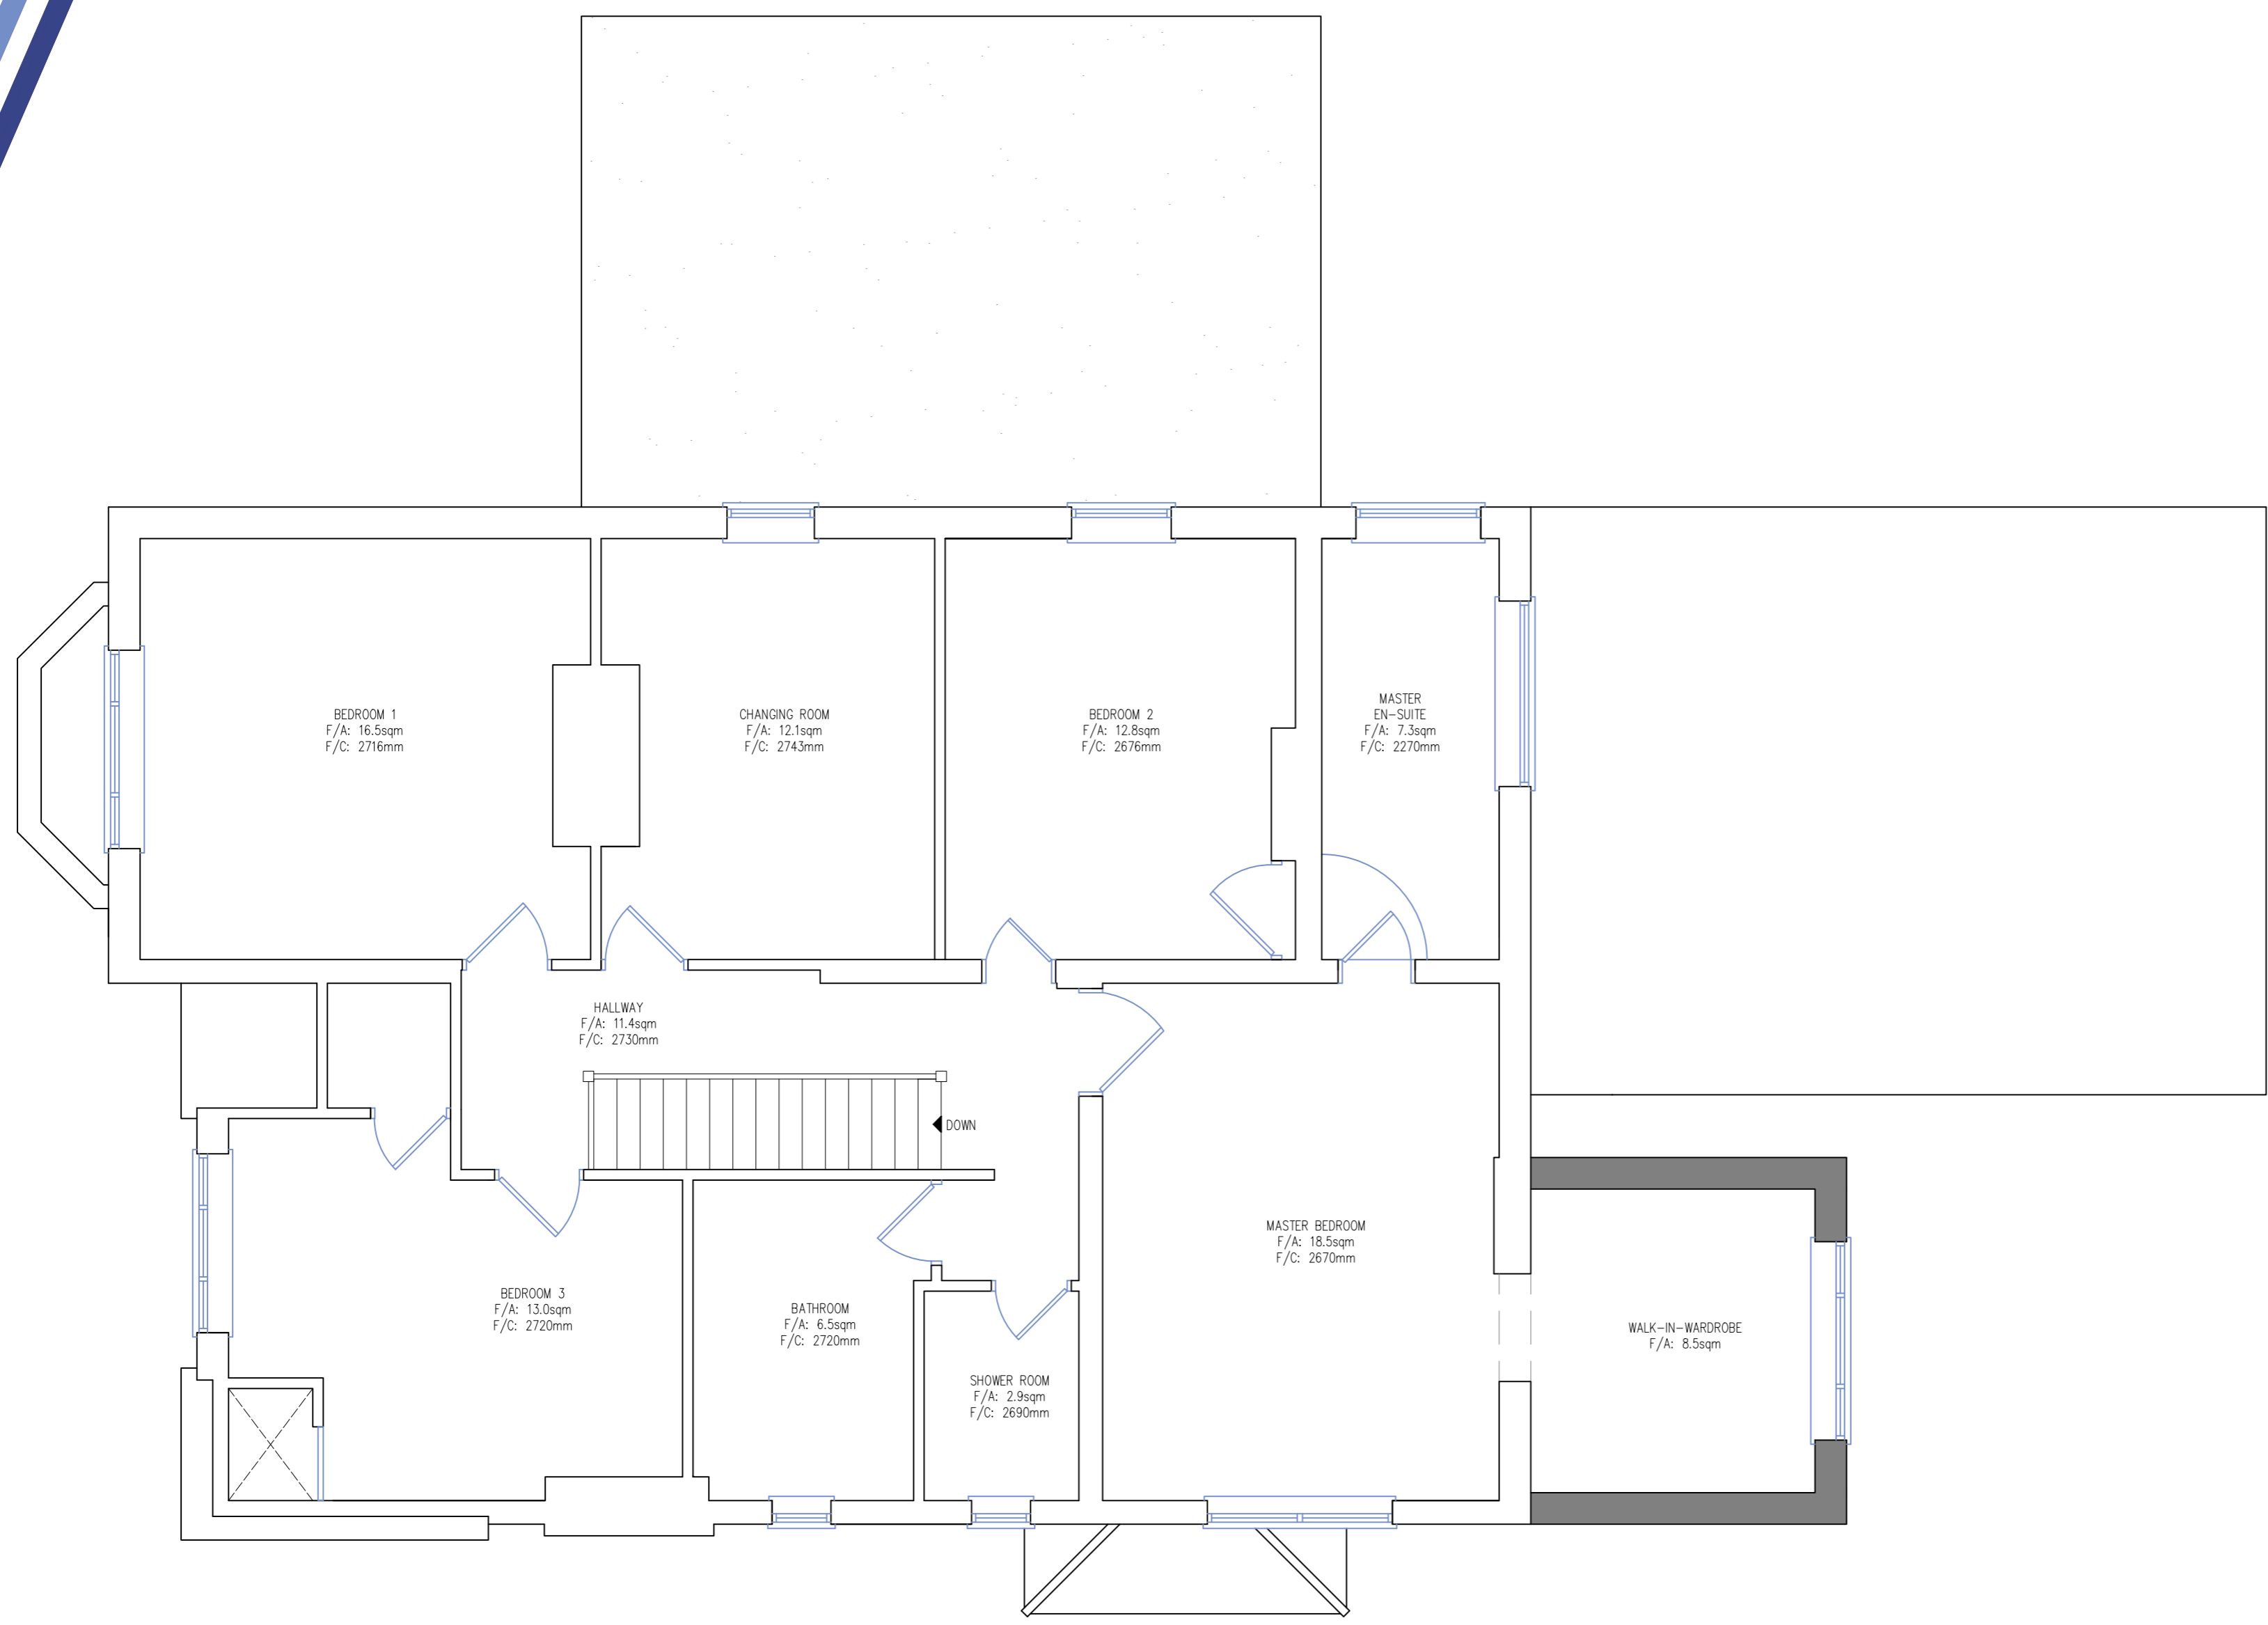 BEDROOM 1
F/A: 16.5sqm
F/C: 2716mm
CHANGING ROOM
F/A: 12.1sqm
F/C: 2743mm
BEDROOM 2
F/A: 12.8sqm
F/C: 2676mm
MASTER
EN-SUITE
F/A: 7.3sqm
F/C: 2270mm
HALLWAY
F/A: 11.4sqm
F/C: 2730mm
DOWN
MASTER BEDROOM
F/A: 18.5sqm
F/C: 2670mm
BEDROOM 3
F/A: 13.0sqm
F/C: 2720mm
BATHROOM
F/A: 6.5sqm
F/C: 2720mm
WALK-IN-WARDROBE
F/A: 8.5sqm
SHOWER ROOM
F/A: 2.9sqm
F/C: 2690mm